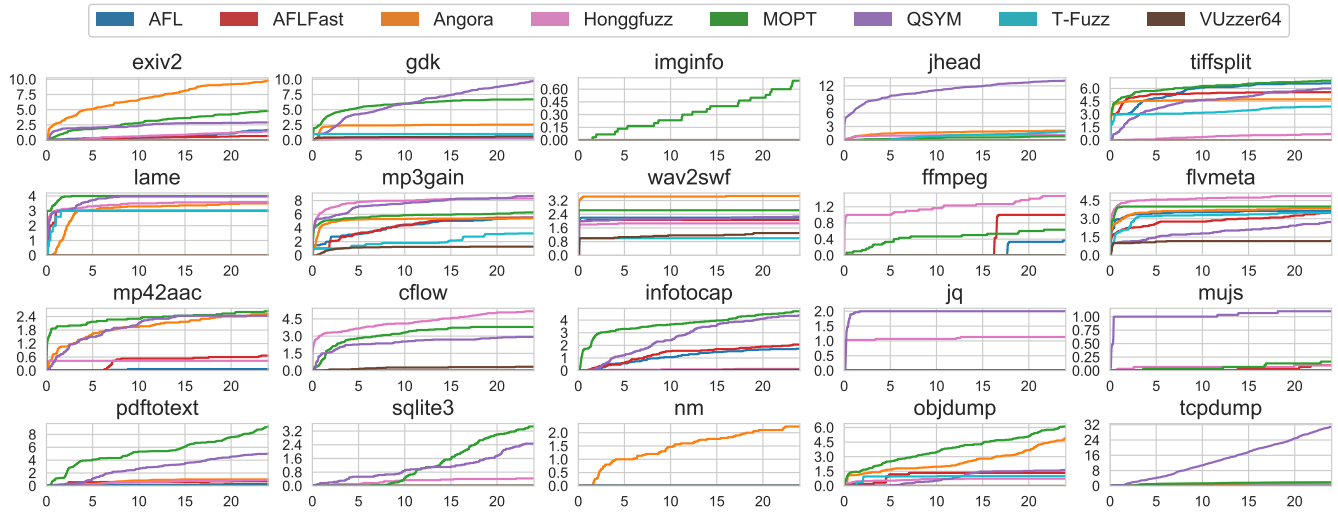 AFL AFLFast Angora Honggfuzz MOPT QSYM T-Fuzz VUzzer64
exiv2 gdk imginfo jhead tiffsplit
10.0 7.5 5.0 2.5 0.0
0 5 10 15 20
10.0 7.5 5.0 2.5 0.0
0 5 10 15 20
0.60 0.45 0.30 0.15 0.00
0 5 10 15 20
12 8 4 0
0 5 10 15 20
6.0 4.5 3.0 1.5 0.0
0 5 10 15 20
lame mp3gain wav2swf ffmpeg flvmeta
4 3 2 1 0
0 5 10 15 20
8 6 4 2 0
0 5 10 15 20
3.2 2.4 1.6 0.8 0.0
0 5 10 15 20
1.2 0.8 0.4 0.0
0 5 10 15 20
4.5 3.0 1.5 0.0
0 5 10 15 20
mp42aac cflow infotocap jq mujs
2.4 1.8 1.2 0.6 0.0
0 5 10 15 20
4.5 3.0 1.5 0.0
0 5 10 15 20
4 3 2 1 0
0 5 10 15 20
2.0 1.5 1.0 0.5 0.0
0 5 10 15 20
1.00 0.75 0.50 0.25 0.00
0 5 10 15 20
pdftotext sqlite3 nm objdump tcpdump
8 6 4 2 0
0 5 10 15 20
3.2 2.4 1.6 0.8 0.0
0 5 10 15 20
2.0 1.5 1.0 0.5 0.0
0 5 10 15 20
6.0 4.5 3.0 1.5 0.0
0 5 10 15 20
32 24 16 8 0
0 5 10 15 20